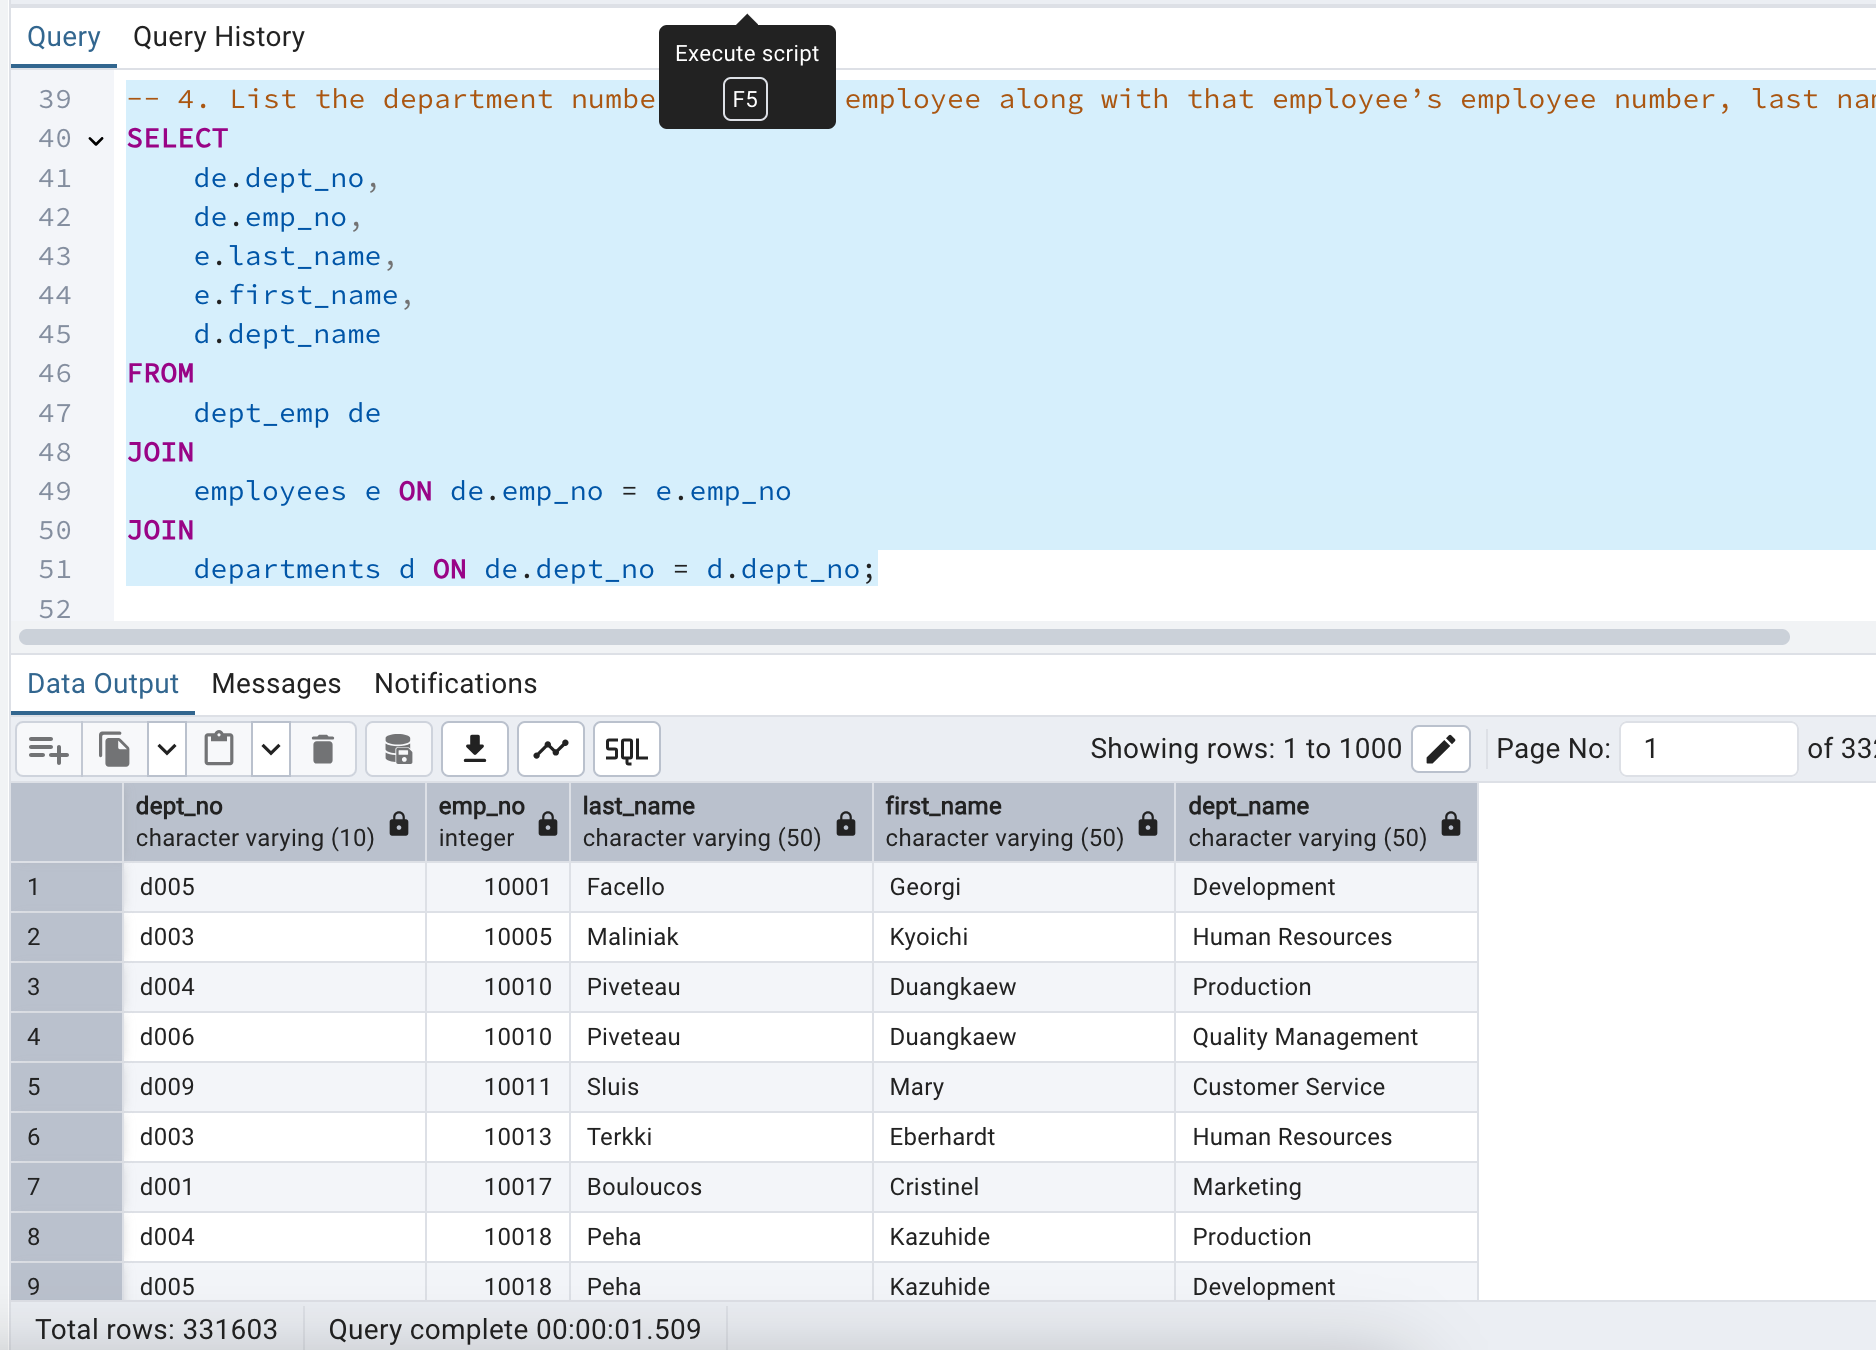 Query Query History
Execute script
F5
39 -- 4. List the department employee along with that employee’s employee number, last
40 SELECT
41 de.dept_no,
42 de.emp_no,
43 e.last_name,
44 e.first_name,
45 d.dept_name
46 FROM
47 dept_emp de
48 JOIN
49 employees e ON de.emp_no = e.emp_no
50 JOIN
51 departments d ON de.dept_no = d.dept_no;
52
Data Output Messages Notifications
SQL Showing rows: 1 to 1000 Page No: 1 of
dept_no emp_no last_name first_name dept_name
character varying (10) integer character varying (50) character varying (50) character varying (50)
1 d005 10001 Facello Georgi Development
2 d003 10005 Maliniak Kyoichi Human Resources
3 d004 10010 Piveteau Duangkaew Production
4 d006 10010 Piveteau Duangkaew Quality Management
5 d009 10011 Sluis Mary Customer Service
6 d003 10013 Terkki Eberhardt Human Resources
7 d001 10017 Bouloucos Cristinel Marketing
8 d004 10018 Peha Kazuhide Production
9 d005 10018 Peha Kazuhide Development
Total rows: 331603 Query complete 00:00:01.509